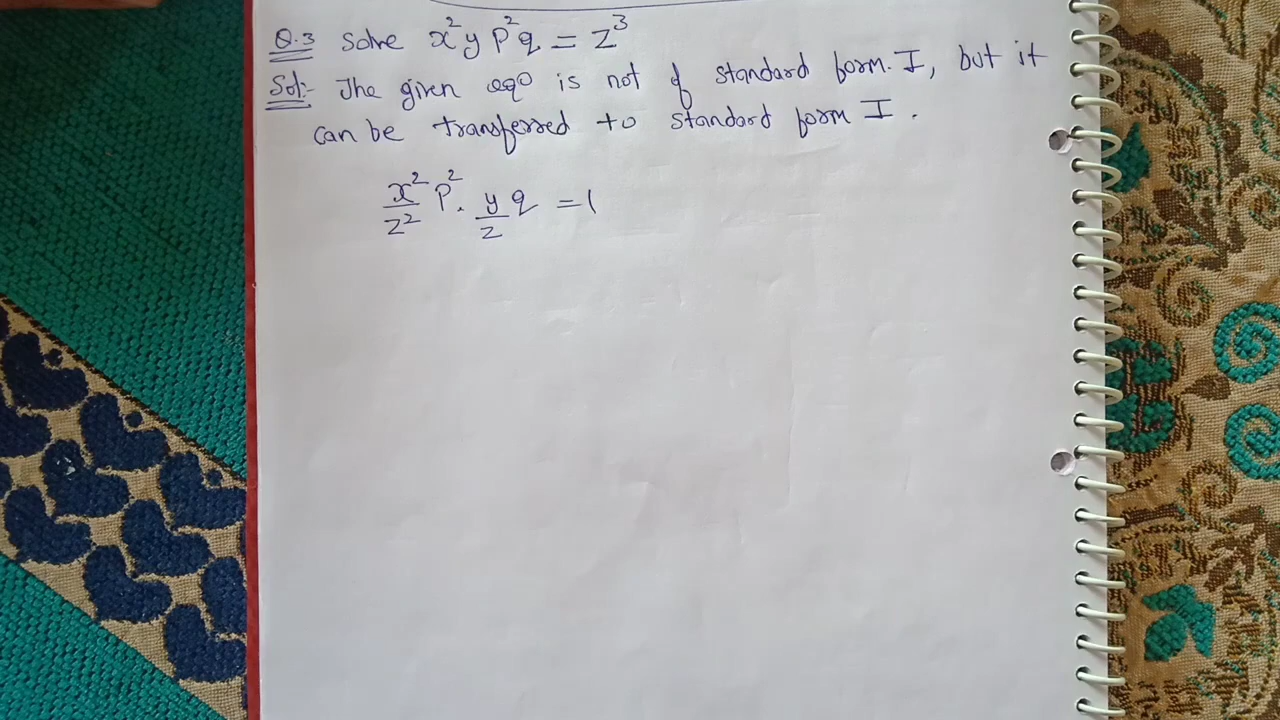 Q.3 Solve x²y p²q = z³
Sol:- The given eqn is not of standard form I, but it
can be transferred to standard form I.
x²/z² p². y/z q = 1